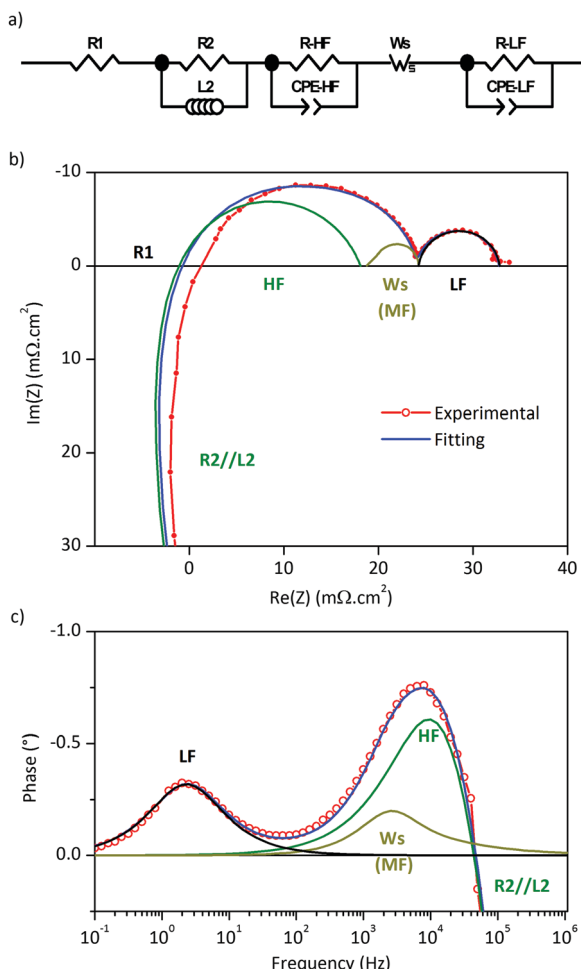 a)
R1 R2 R-HF Ws R-LF
L2 CPE-HF CPE-LF
b)
-10
0
10
20
30
Im(Z) (mΩ.cm²)
R1
HF
Ws
(MF)
LF
Experimental
Fitting
R2//L2
0 10 20 30 40
Re(Z) (mΩ.cm²)
c)
-1.0
-0.5
0.0
Phase (°)
LF
HF
Ws
(MF)
R2//L2
10⁻¹ 10⁰ 10¹ 10² 10³ 10⁴ 10⁵ 10⁶
Frequency (Hz)